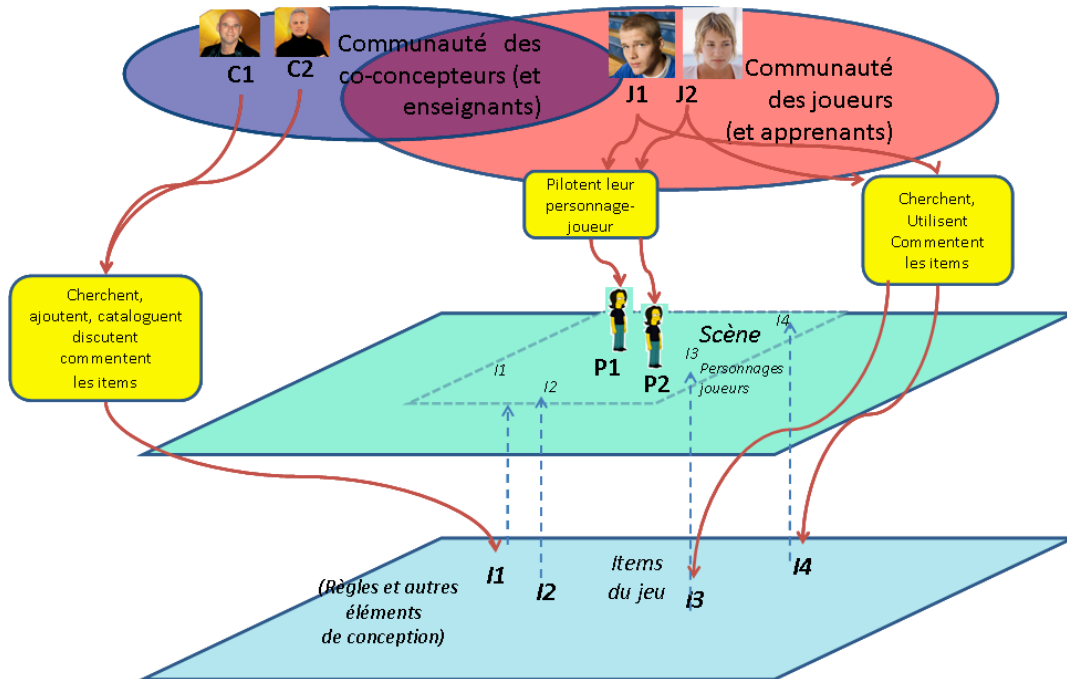 Communauté des
co-concepteurs (et
enseignants)
C1
C2
J1
J2
Communauté
des joueurs
(et apprenants)
Pilotent leur
personnage-
joueur
Cherchent,
Utilisent
Commentent
les items
Cherchent,
ajoutent, cataloguent
discutent
commentent
les items
P1
P2
Scène
I4
I3
Personnages
joueurs
I1
I2
I1
I2
Items
du jeu
I3
I4
(Règles et autres
éléments
de conception)